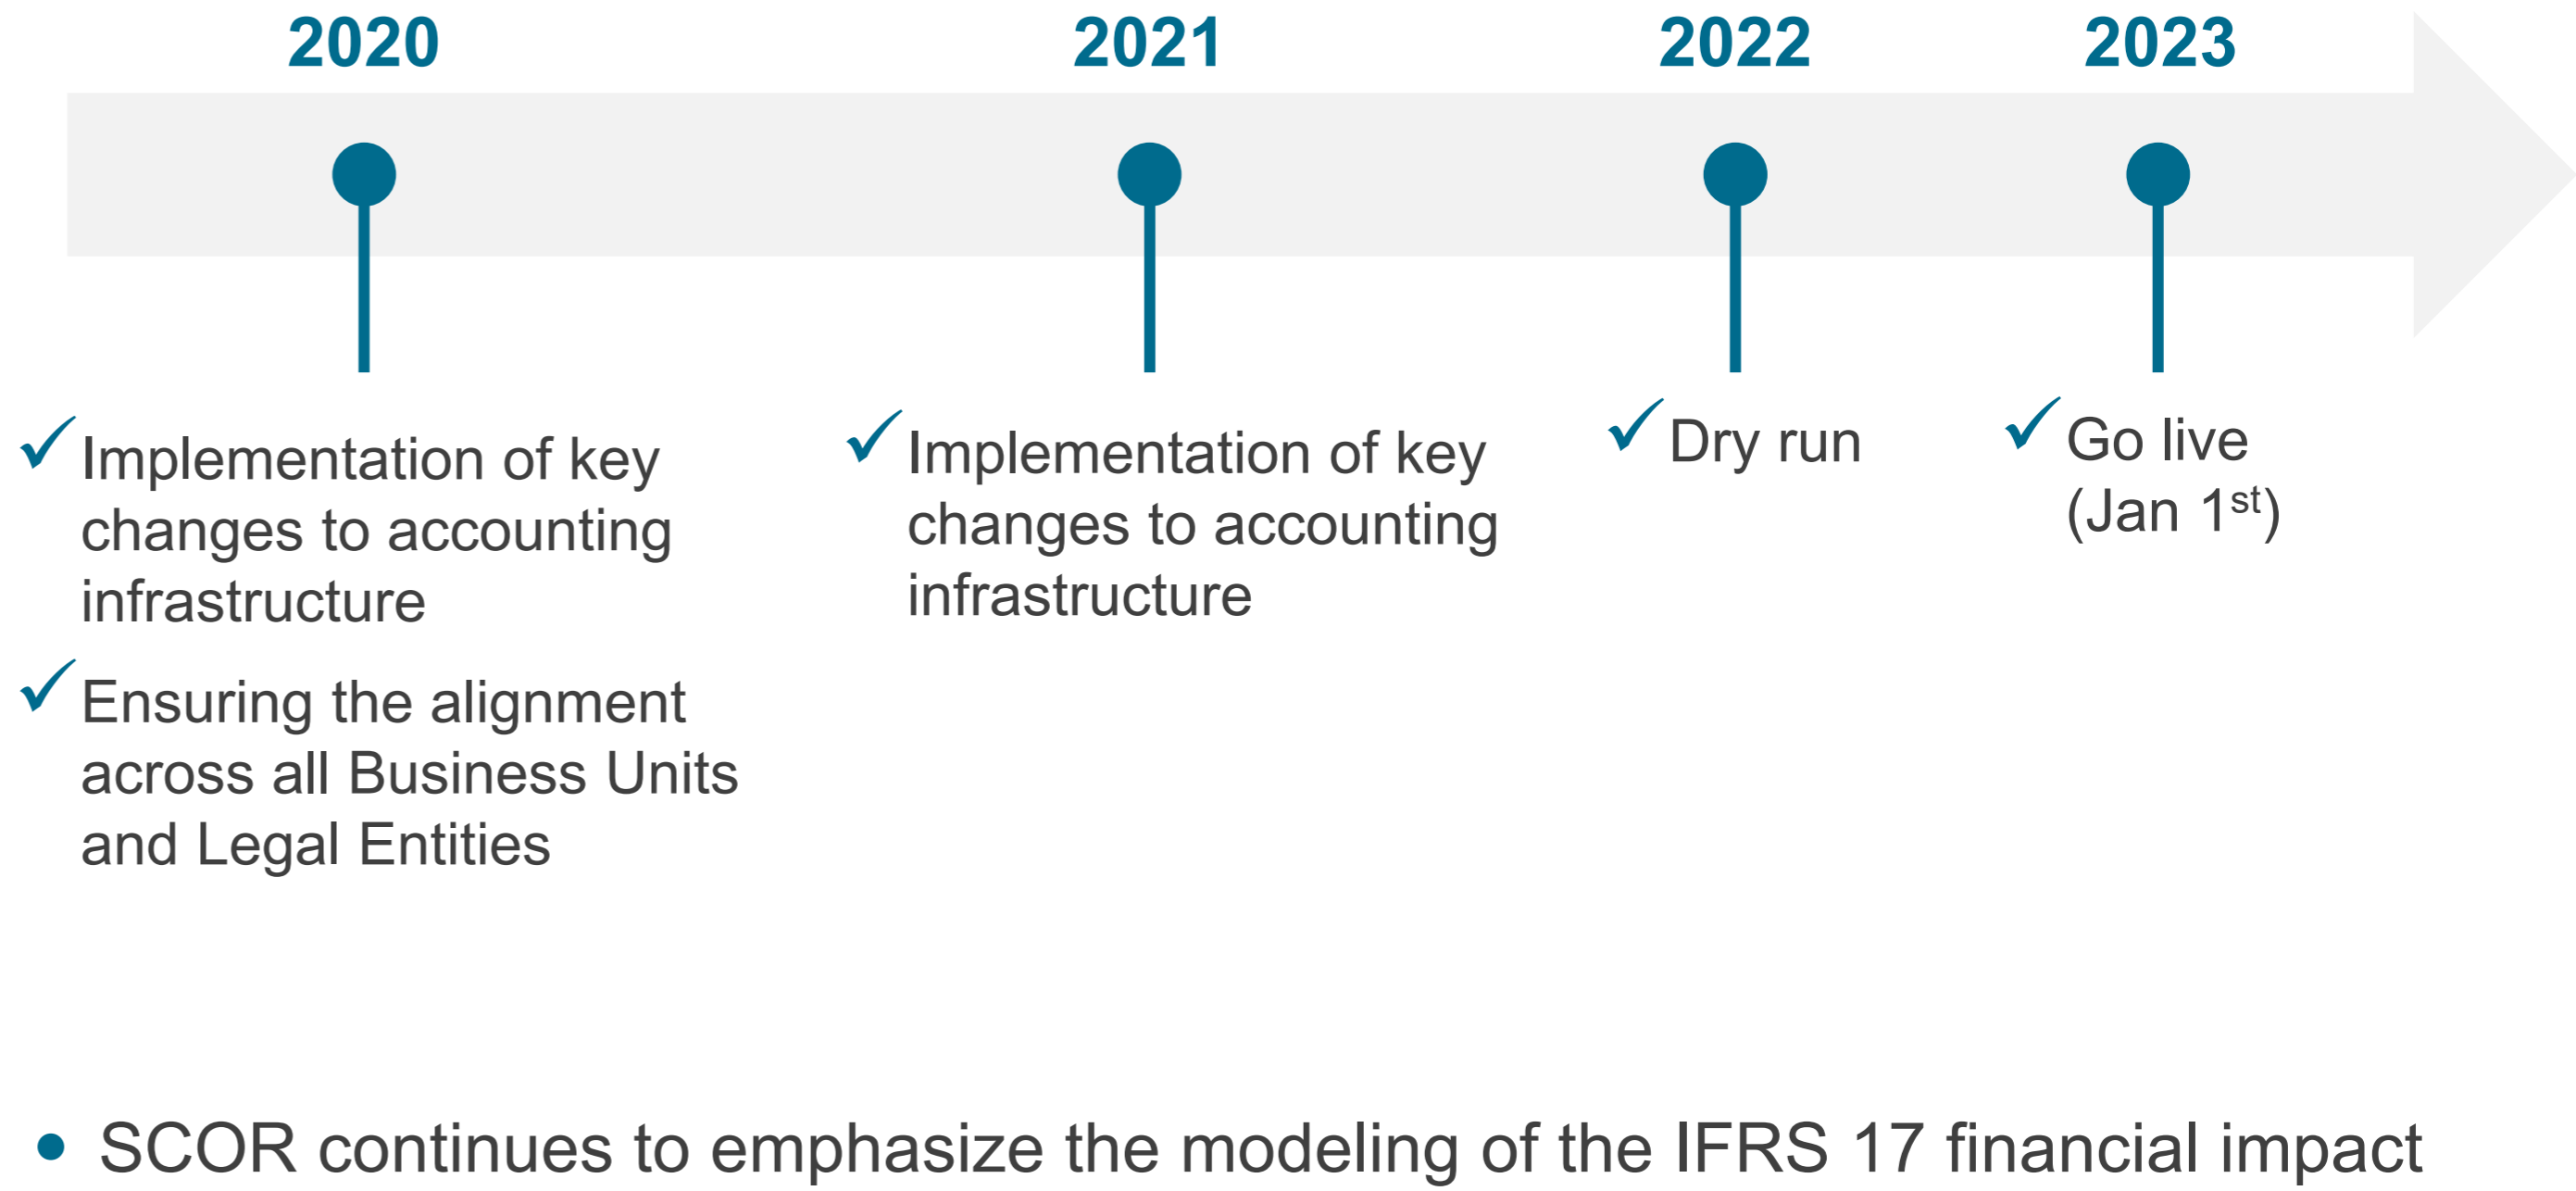 2020
2021
2022
2023
✓ Implementation of key
changes to accounting
infrastructure
✓ Ensuring the alignment
across all Business Units
and Legal Entities
✓ Implementation of key
changes to accounting
infrastructure
✓ Dry run
✓ Go live
(Jan 1st)
• SCOR continues to emphasize the modeling of the IFRS 17 financial impact